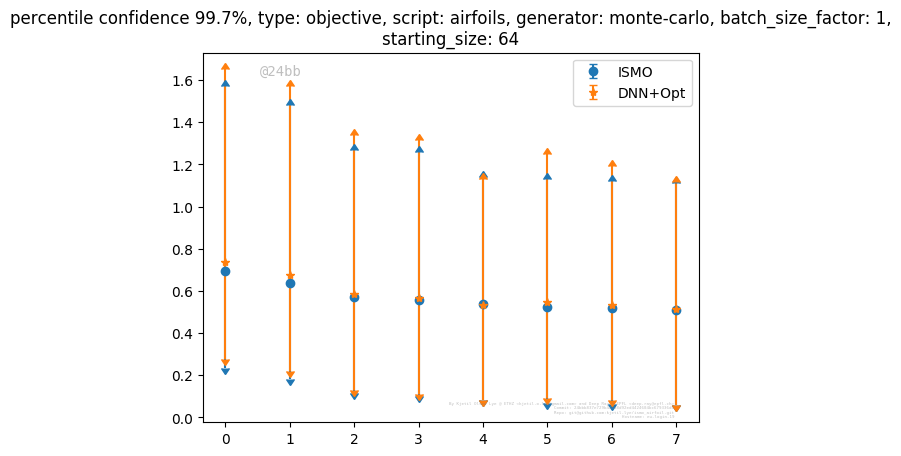 percentile confidence 99.7%, type: objective, script: airfoils, generator: monte-carlo, batch_size_factor: 1,
starting_size: 64
@24bb
ISMO
DNN+Opt
1.6
1.4
1.2
1.0
0.8
0.6
0.4
0.2
0.0
0 1 2 3 4 5 6 7